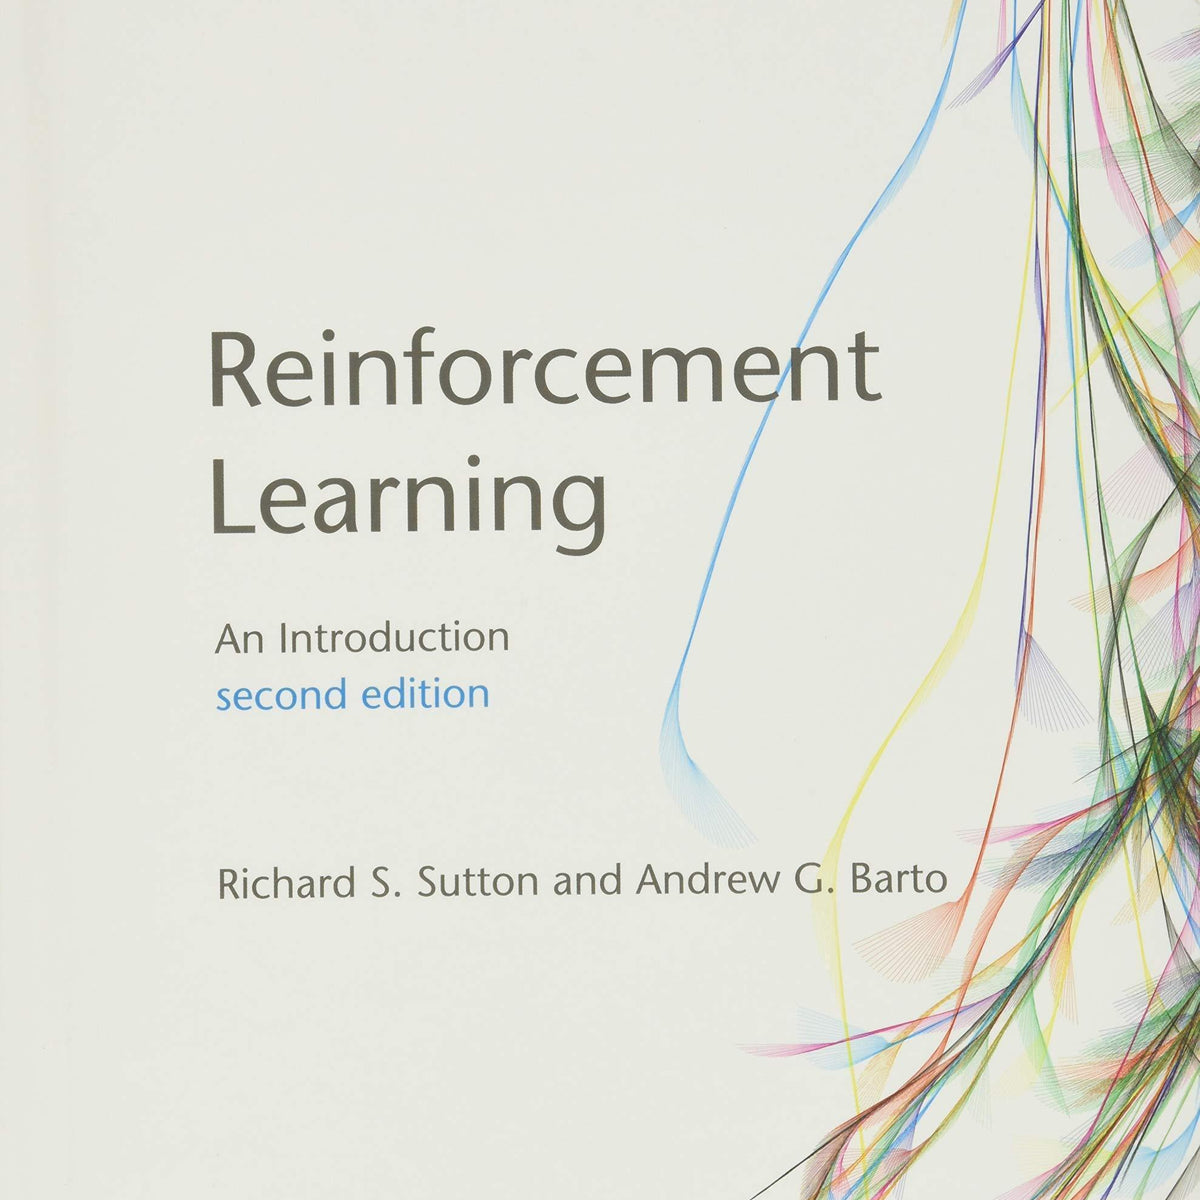 Reinforcement
Learning
An Introduction
second edition
Richard S. Sutton and Andrew G. Barto